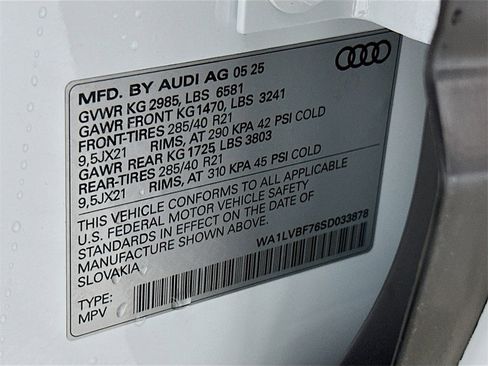 MFD. BY AUDI AG 05 25
GVWR KG 2985, LBS 6581
GAWR FRONT KG 1470, LBS 3241
FRONT-TIRES 285/40 R21
9,5JX21 RIMS, AT 290 KPA 42 PSI COLD
GAWR REAR KG 1725, LBS 3803
REAR-TIRES 285/40 R21
9,5JX21 RIMS, AT 310 KPA 45 PSI COLD
THIS VEHICLE CONFORMS TO ALL APPLICABLE
U.S. FEDERAL MOTOR VEHICLE SAFETY
STANDARDS IN EFFECT ON THE DATE OF
MANUFACTURE SHOWN ABOVE.
SLOVAKIA
WA1LVBF76SD033878
TYPE:
MPV